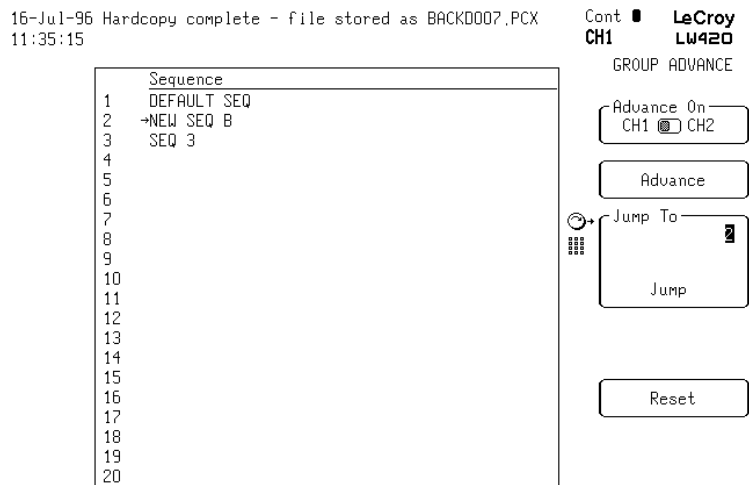 16-Jul-96 Hardcopy complete - file stored as BACKD007.PCX
11:35:15
Cont
CH1
LeCroy
LW420
GROUP ADVANCE
Sequence
1 DEFAULT SEQ
2 →NEW SEQ B
3 SEQ 3
4
5
6
7
8
9
10
11
12
13
14
15
16
17
18
19
20
Advance On
CH1 CH2
Advance
Jump To
2
Jump
Reset